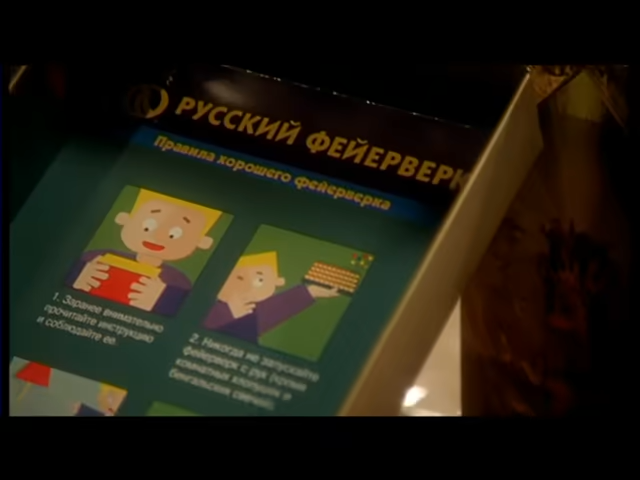 РУССКИЙ ФЕЙЕРВЕРК
Правила хорошего фейерверка
1. Заранее внимательно
прочитайте инструкцию
и соблюдайте ее.
2. Никогда не запускайте
фейерверк с рук (кроме
комнатных хлопушек и
бенгальских свечей).